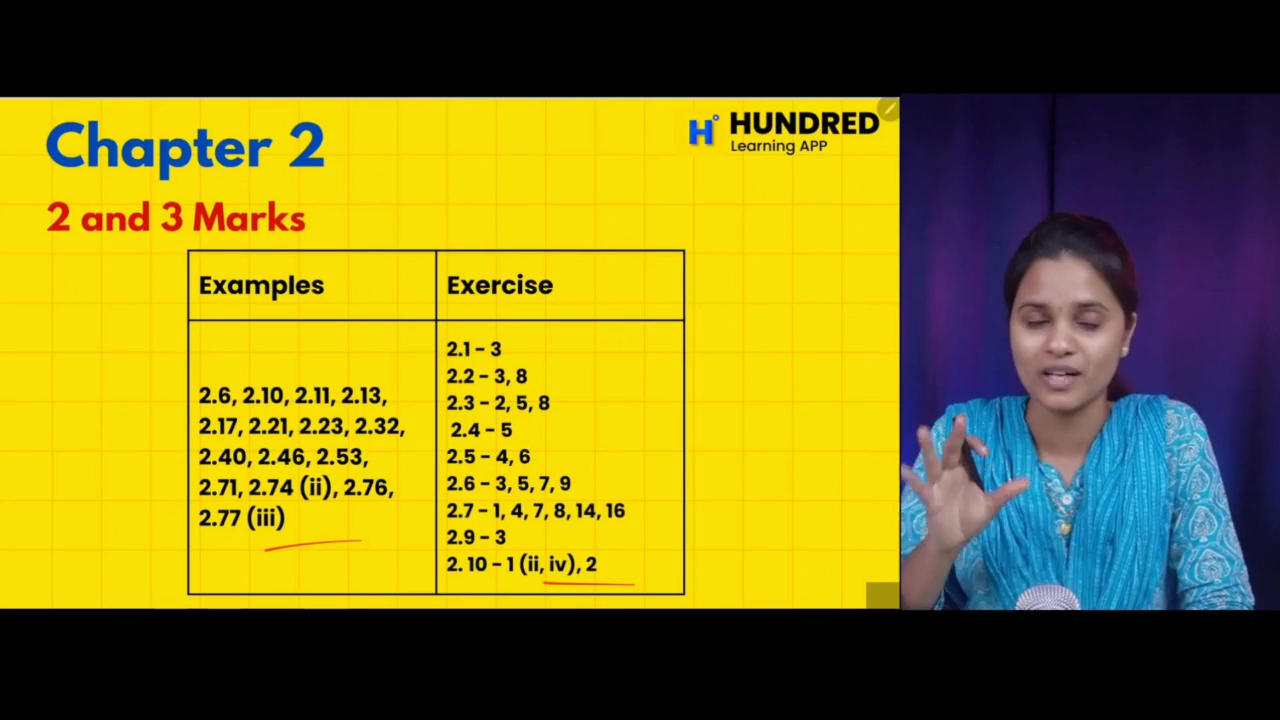 Chapter 2
HUNDRED
Learning APP
2 and 3 Marks
Examples
Exercise
2.6, 2.10, 2.11, 2.13,
2.17, 2.21, 2.23, 2.32,
2.40, 2.46, 2.53,
2.71, 2.74 (ii), 2.76,
2.77 (iii)
2.1 - 3
2.2 - 3, 8
2.3 - 2, 5, 8
2.4 - 5
2.5 - 4, 6
2.6 - 3, 5, 7, 9
2.7 - 1, 4, 7, 8, 14, 16
2.9 - 3
2. 10 - 1 (ii, iv), 2